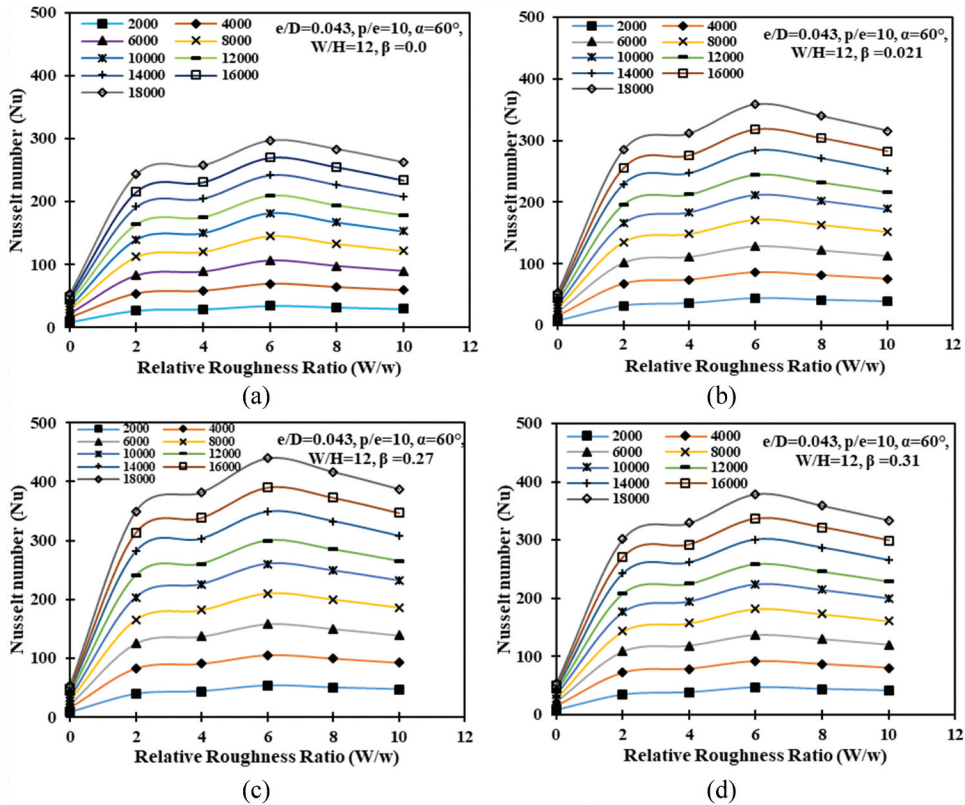 500
400
300
200
100
0
Nusselt number (Nu)
2000 4000
6000 8000
10000 12000
14000 16000
18000
e/D=0.043, p/e=10, α=60°,
W/H=12, β =0.0
0 2 4 6 8 10 12
Relative Roughness Ratio (W/w)
(a)
500
400
300
200
100
0
Nusselt number (Nu)
2000 4000
6000 8000
10000 12000
14000 16000
18000
e/D=0.043, p/e=10, α=60°,
W/H=12, β =0.021
0 2 4 6 8 10 12
Relative Roughness Ratio (W/w)
(b)
500
400
300
200
100
0
Nusselt number (Nu)
2000 4000
6000 8000
10000 12000
14000 16000
18000
e/D=0.043, p/e=10, α=60°,
W/H=12, β =0.27
0 2 4 6 8 10 12
Relative Roughness Ratio (W/w)
(c)
500
400
300
200
100
0
Nusselt number (Nu)
2000 4000
6000 8000
10000 12000
14000 16000
18000
e/D=0.043, p/e=10, α=60°,
W/H=12, β =0.31
0 2 4 6 8 10 12
Relative Roughness Ratio (W/w)
(d)